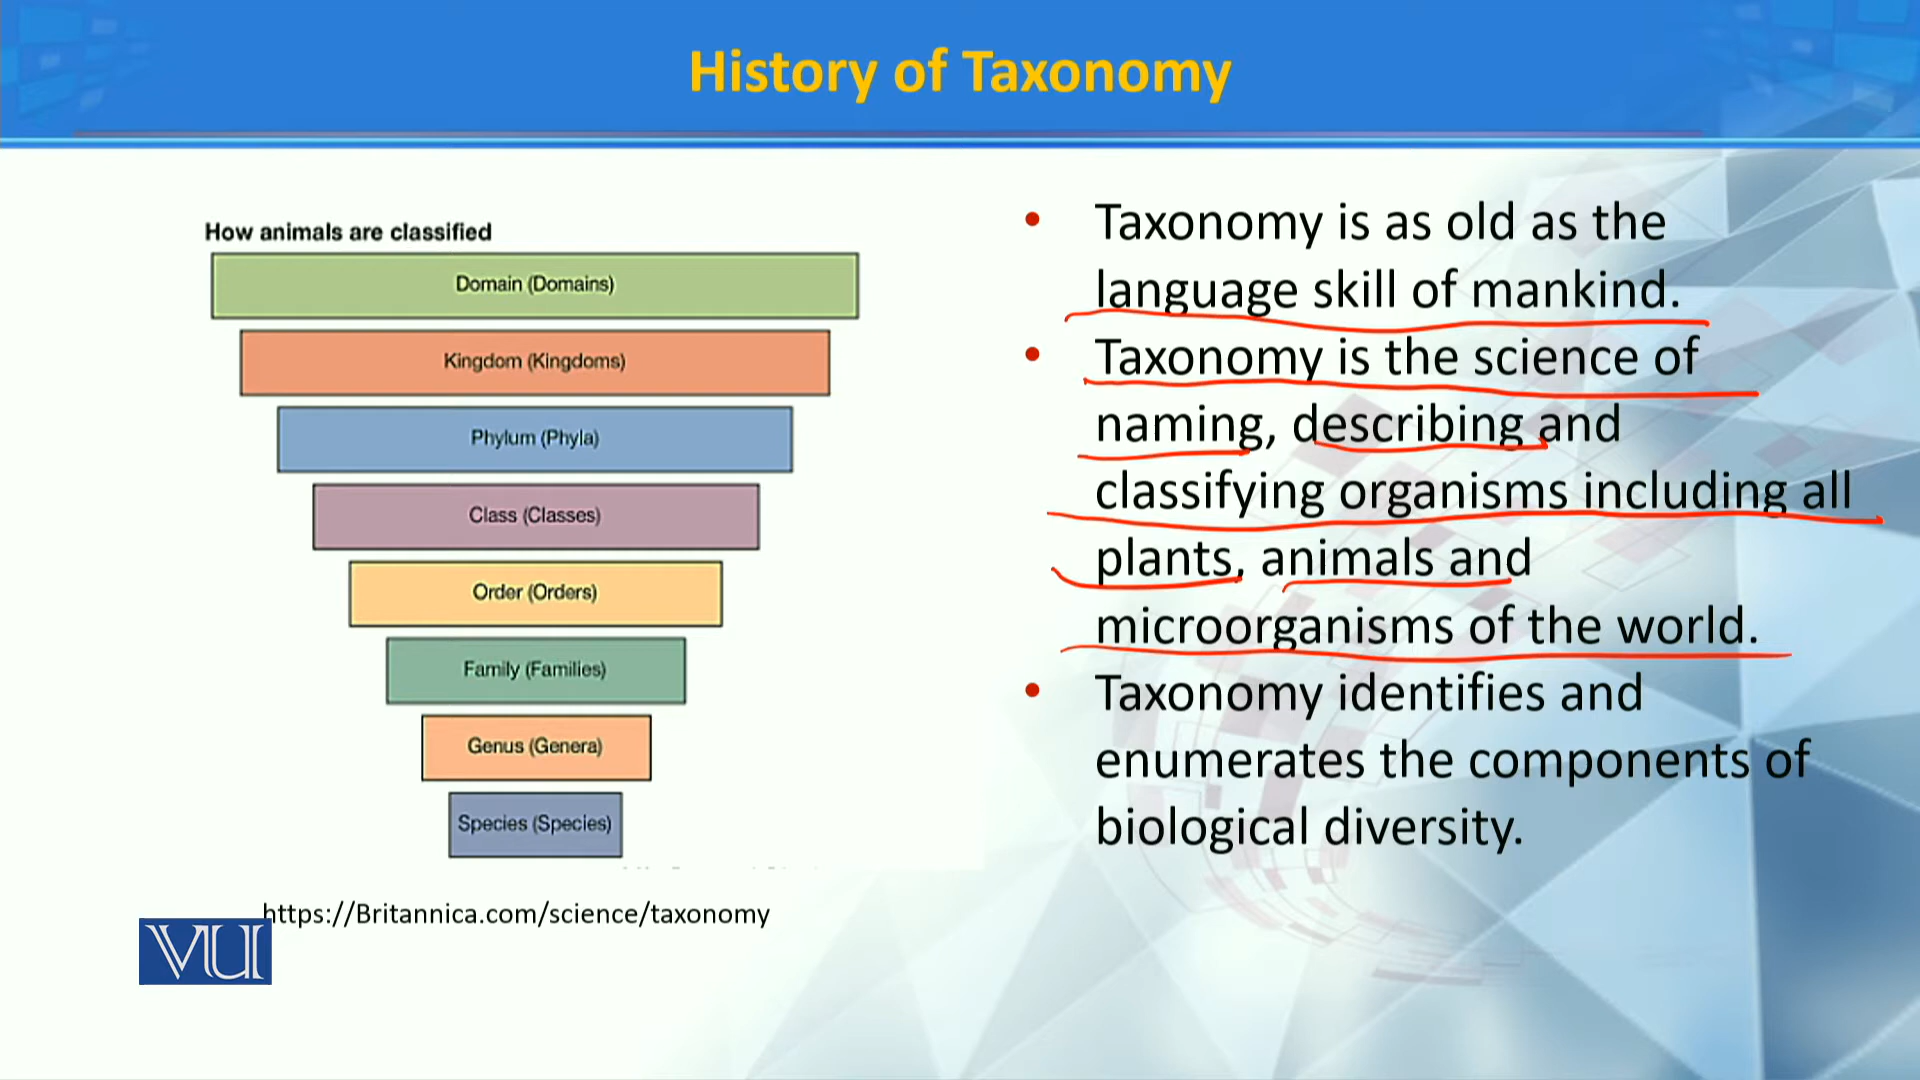 History of Taxonomy
How animals are classified
Domain (Domains)
Kingdom (Kingdoms)
Phylum (Phyla)
Class (Classes)
Order (Orders)
Family (Families)
Genus (Genera)
Species (Species)
https://Britannica.com/science/taxonomy
VU
• Taxonomy is as old as the
language skill of mankind.
• Taxonomy is the science of
naming, describing and
classifying organisms including all
plants, animals and
microorganisms of the world.
• Taxonomy identifies and
enumerates the components of
biological diversity.